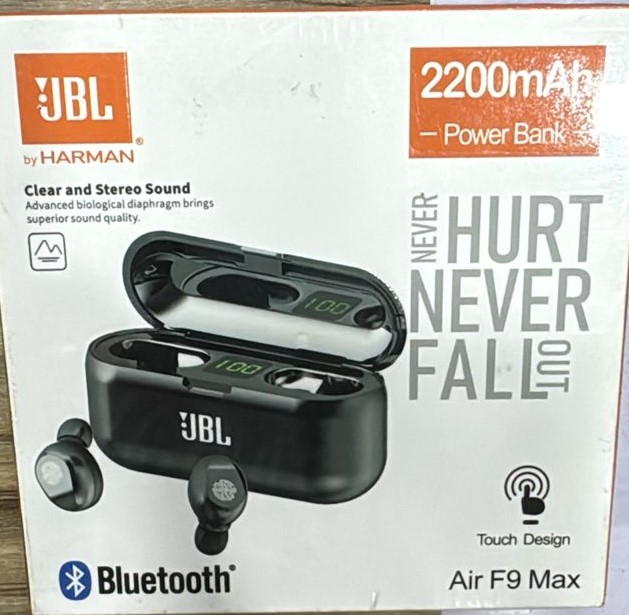 JBL
by HARMAN®
2200mAh
Power Bank
Clear and Stereo Sound
Advanced biological diaphragm brings
superior sound quality.
NEVER
HURT
NEVER
FALL
OUT
100
100
JBL
Touch Design
Bluetooth®
Air F9 Max